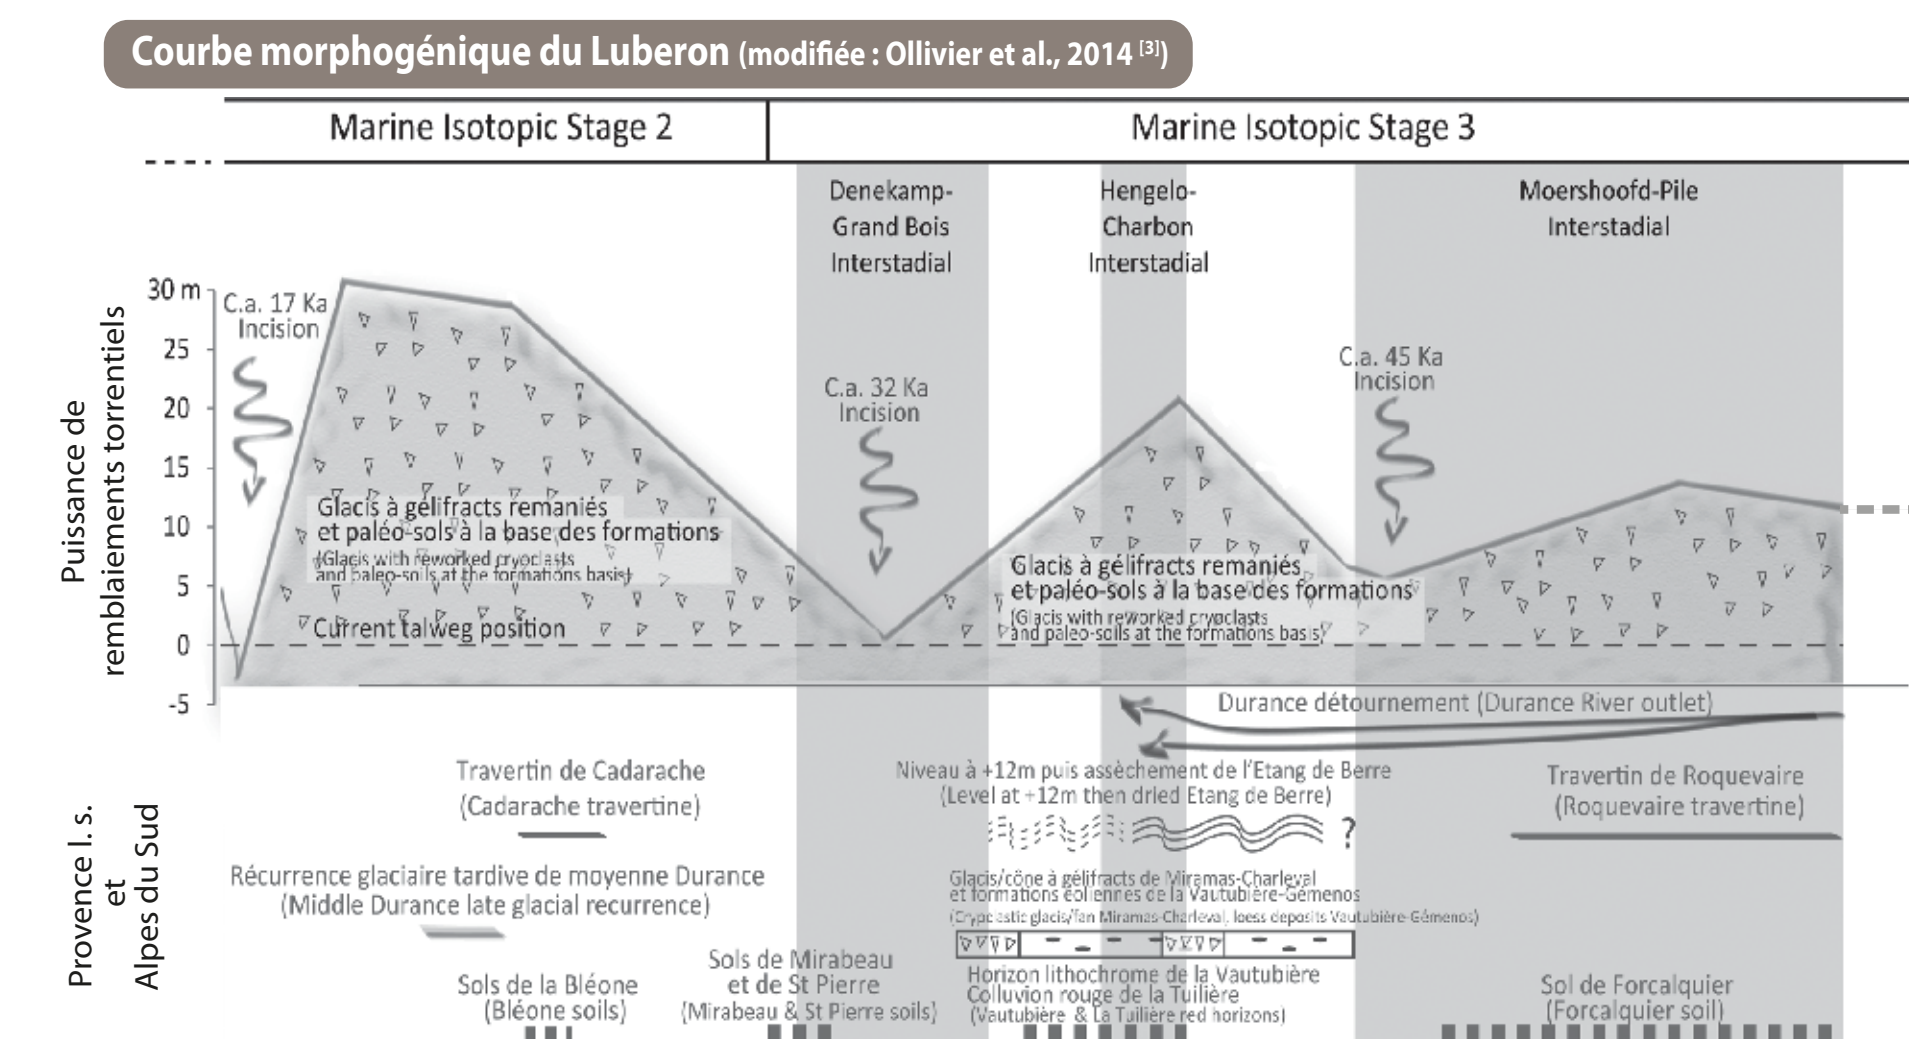 Courbe morphogénique du Luberon (modifiée : Ollivier et al., 2014 [3])
Marine Isotopic Stage 2
Marine Isotopic Stage 3
Denekamp-
Grand Bois
Interstadial
Hengelo-
Charbon
Interstadial
Moershoofd-Pile
Interstadial
Puissance de
remblaiements torrentiels
30 m
25
20
15
10
5
0
-5
C.a. 17 Ka
Incision
C.a. 32 Ka
Incision
C.a. 45 Ka
Incision
Glacis à gélifracts remaniés
et paléo-sols à la base des formations
(Glacis with reworked cryoclasts
and paleo-soils at the formations basis)
Current talweg position
Glacis à gélifracts remaniés
et paléo-sols à la base des formations
(Glacis with reworked cryoclasts
and paleo-soils at the formations basis)
Durance détournement (Durance River outlet)
Provence l. s.
et
Alpes du Sud
Travertin de Cadarache
(Cadarache travertine)
Niveau à +12m puis assèchement de l'Etang de Berre
(Level at +12m then dried Etang de Berre)
?
Travertin de Roquevaire
(Roquevaire travertine)
Récurrence glaciaire tardive de moyenne Durance
(Middle Durance late glacial recurrence)
Glacis/cône à gélifracts de Miramas-Charleval
et formations éoliennes de la Vautubière-Gémenos
(Cryoclastic glacis/fan Miramas-Charleval, loess deposits Vautubière-Gémenos)
Sols de la Bléone
(Bléone soils)
Sols de Mirabeau
et de St Pierre
(Mirabeau & St Pierre soils)
Horizon lithochrome de la Vautubière
Colluvion rouge de la Tuilière
(Vautubière & La Tuilière red horizons)
Sol de Forcalquier
(Forcalquier soil)